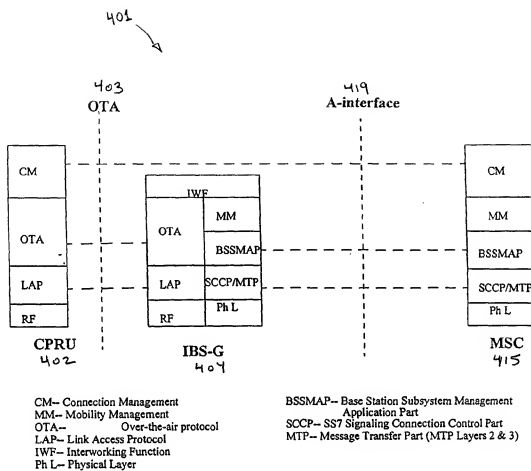 401
403
OTA
419
A-interface
CM
IWF
CM
MM
MM
OTA
OTA
BSSMAP
BSSMAP
LAP
LAP
SCCP/MTP
SCCP/MTP
RF
RF
Ph L
Ph L
CPRU
402
IBS-G
404
MSC
415
CM-- Connection Management
MM-- Mobility Management
OTA-- Over-the-air protocol
LAP-- Link Access Protocol
IWF-- Interworking Function
Ph L-- Physical Layer
BSSMAP-- Base Station Subsystem Management
Application Part
SCCP-- SS7 Signaling Connection Control Part
MTP-- Message Transfer Part (MTP Layers 2 & 3)